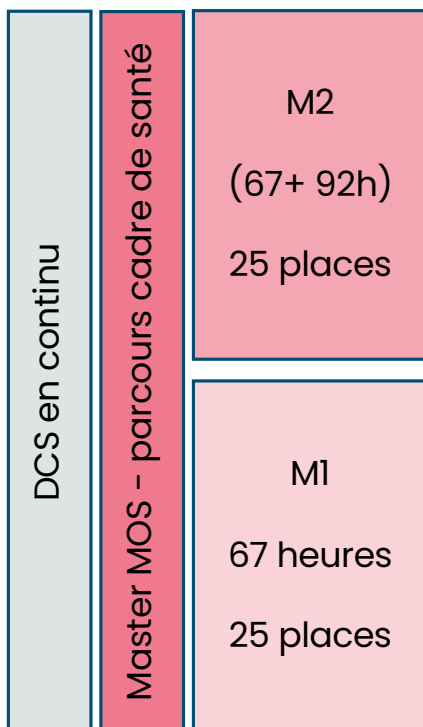 DCS en continu
Master MOS - parcours cadre de santé
M2
(67+ 92h)
25 places
M1
67 heures
25 places